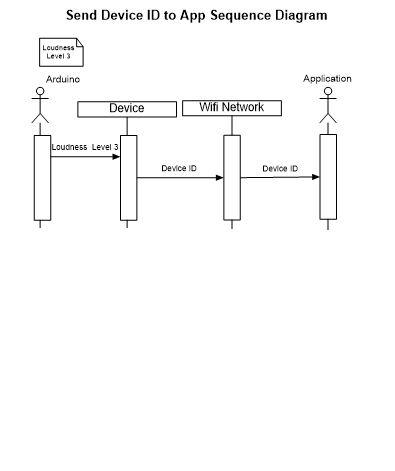 Send Device ID to App Sequence Diagram
Loudness
Level 3
Arduino
Application
Device
Wifi Network
Loudness Level 3
Device ID
Device ID